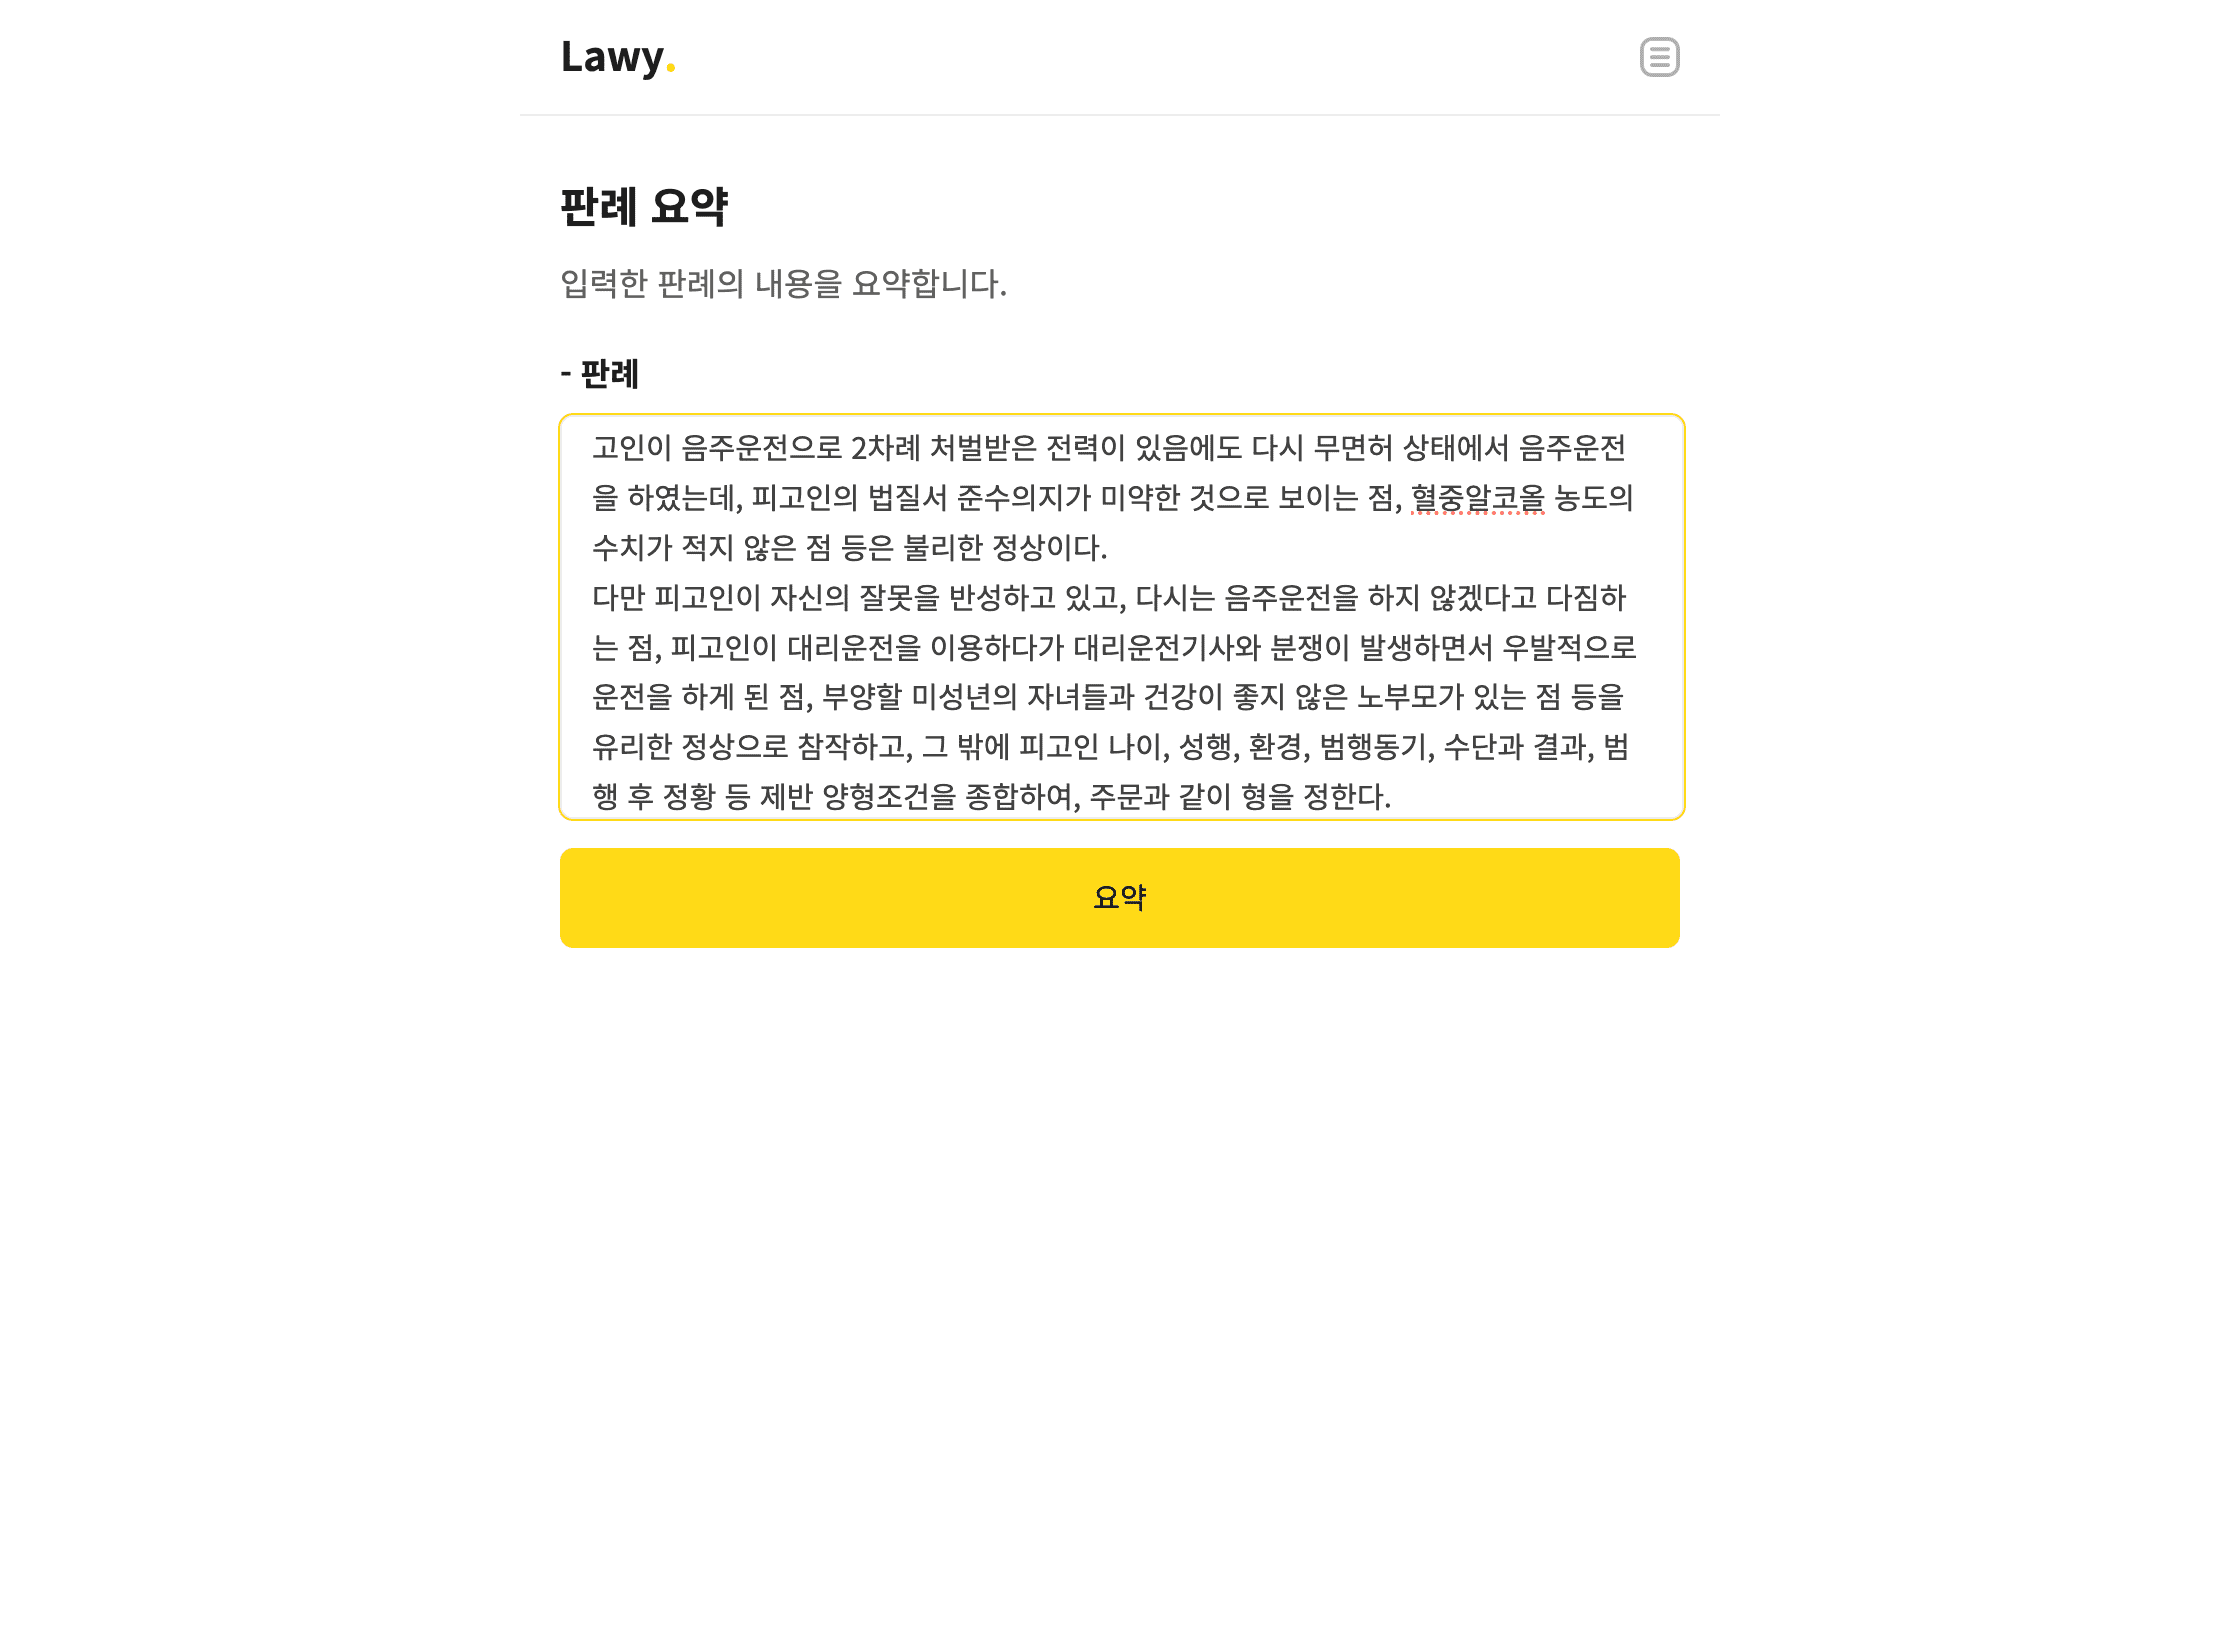 Lawy.
판례 요약
입력한 판례의 내용을 요약합니다.
- 판례
고인이 음주운전으로 2차례 처벌받은 전력이 있음에도 다시 무면허 상태에서 음주운전
을 하였는데, 피고인의 법질서 준수의지가 미약한 것으로 보이는 점, 혈중알코올 농도의
수치가 적지 않은 점 등은 불리한 정상이다.
다만 피고인이 자신의 잘못을 반성하고 있고, 다시는 음주운전을 하지 않겠다고 다짐하
는 점, 피고인이 대리운전을 이용하다가 대리운전기사와 분쟁이 발생하면서 우발적으로
운전을 하게 된 점, 부양할 미성년의 자녀들과 건강이 좋지 않은 노부모가 있는 점 등을
유리한 정상으로 참작하고, 그 밖에 피고인 나이, 성행, 환경, 범행동기, 수단과 결과, 범
행 후 정황 등 제반 양형조건을 종합하여, 주문과 같이 형을 정한다.
요약